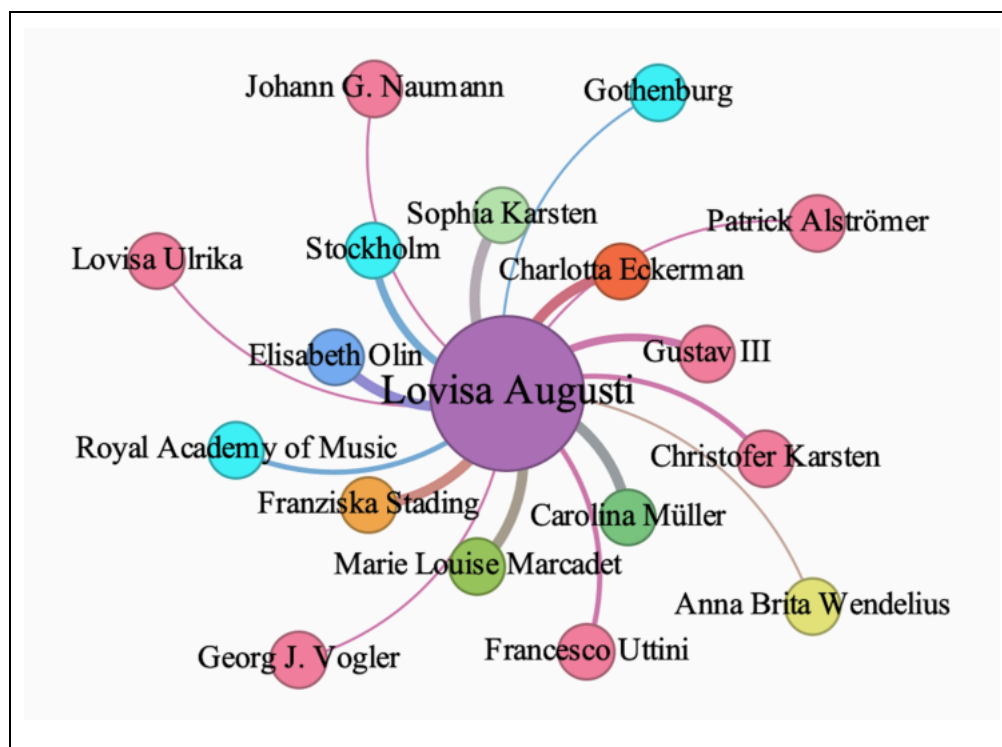 Johann G. Naumann
Gothenburg
Sophia Karsten
Patrick Alströmer
Stockholm
Lovisa Ulrika
Charlotta Eckerman
Elisabeth Olin
Gustav III
Lovisa Augusti
Royal Academy of Music
Christofer Karsten
Franziska Stading
Carolina Müller
Marie Louise Marcadet
Anna Brita Wendelius
Georg J. Vogler
Francesco Uttini